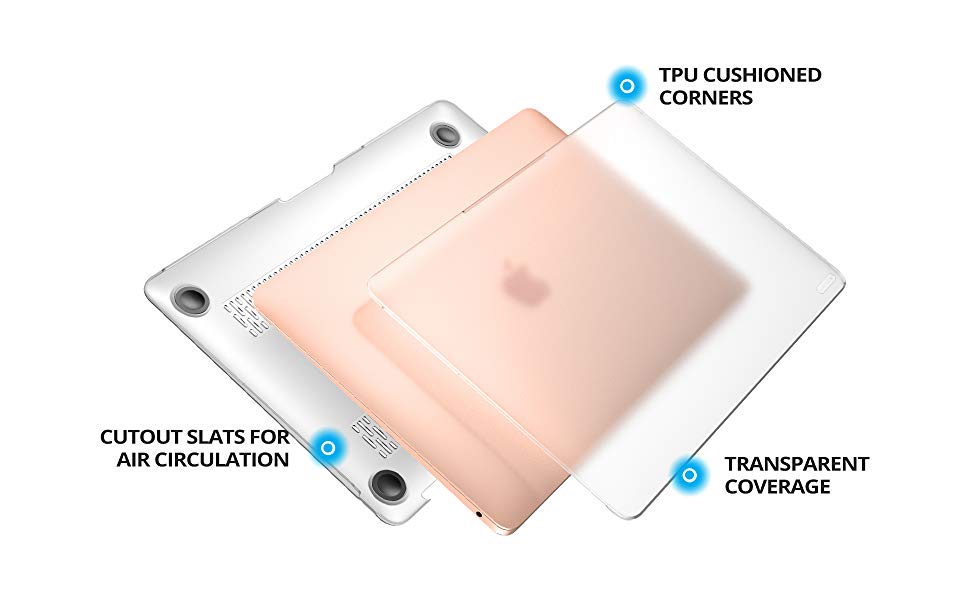 TPU CUSHIONED
CORNERS
CUTOUT SLATS FOR
AIR CIRCULATION
TRANSPARENT
COVERAGE